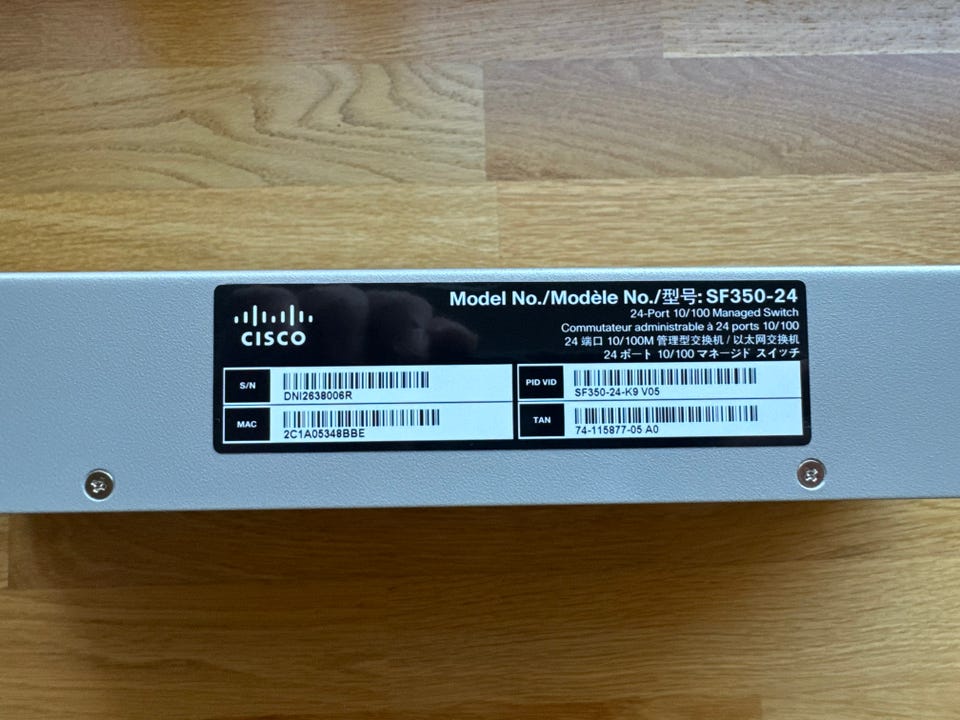 CISCO
Model No./Modèle No./型号: SF350-24
24-Port 10/100 Managed Switch
Commutateur administrable à 24 ports 10/100
24 端口 10/100M 管理型交换机 / 以太网交换机
24 ポート 10/100 マネージド スイッチ
S/N
DNI2638006R
PID VID
SF350-24-K9 V05
MAC
2C1A05348BBE
TAN
74-115877-05 A0